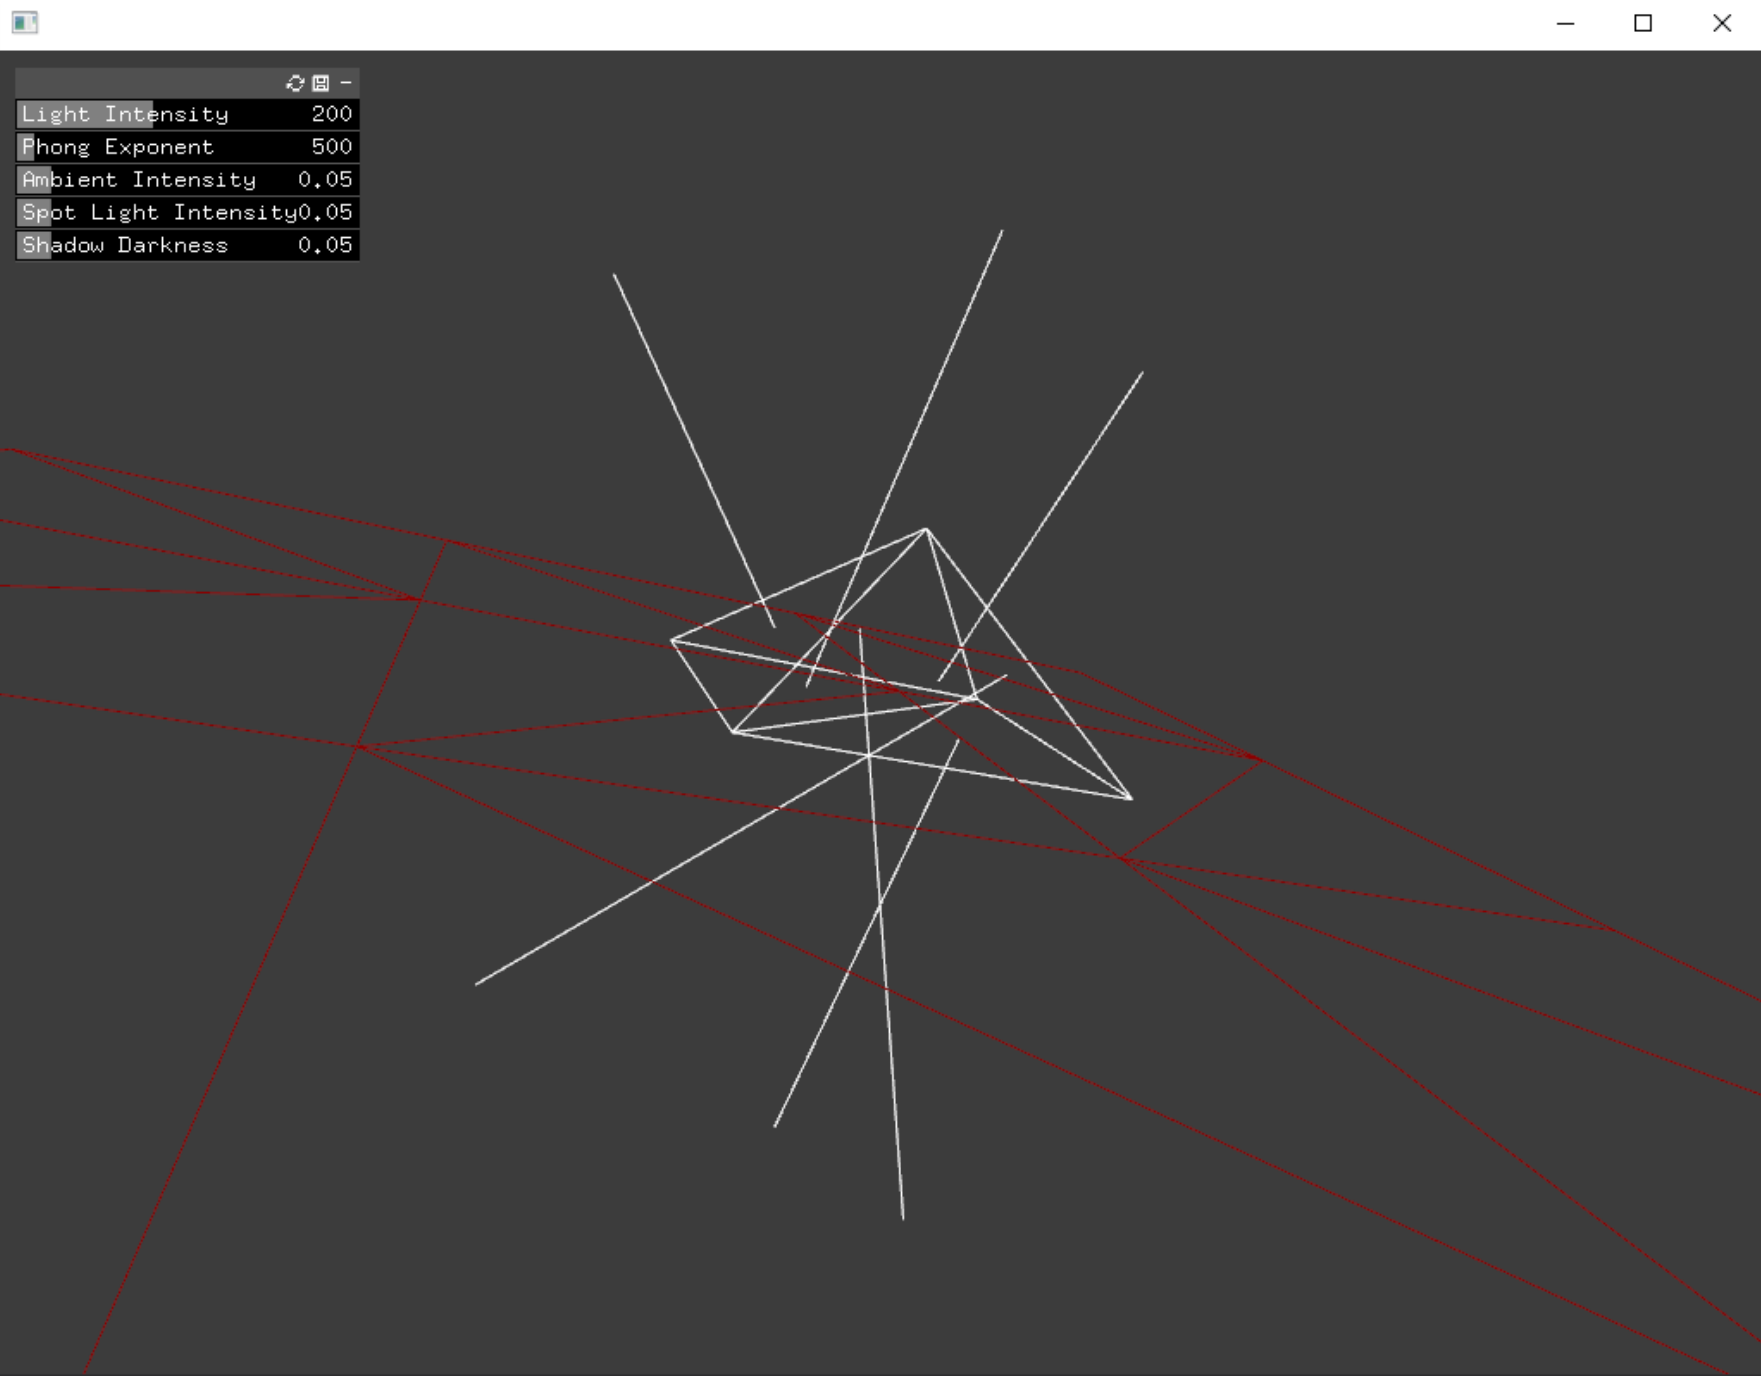 Light Intensity 200
Phong Exponent 500
Ambient Intensity 0.05
Spot Light Intensity0.05
Shadow Darkness 0.05